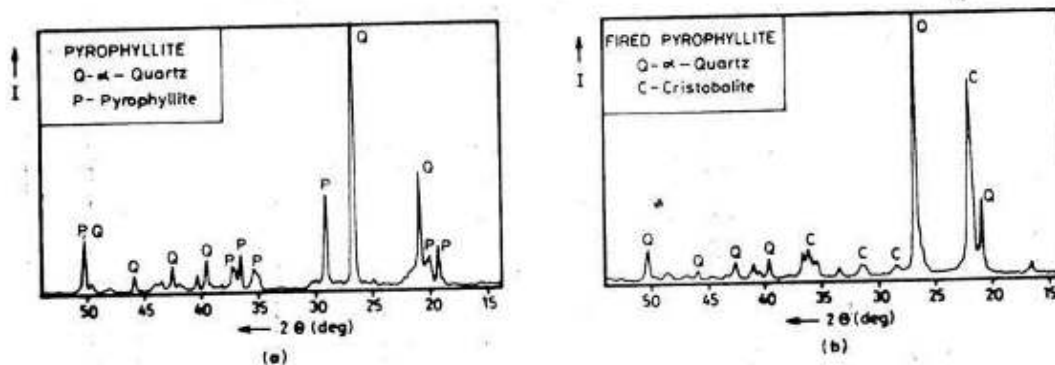 PYROPHYLLITE
Q-α-Quartz
P-Pyrophyllite
I
Q
P
Q
P Q
Q
Q
Q
P
P
P
P
P
50 45 40 35 30 25 20 15
2 θ (deg)
(a)
FIRED PYROPHYLLITE
Q-α-Quartz
C-Cristobalite
I
Q
C
Q
Q
Q
Q
Q
C
C
C
50 45 40 35 30 25 20 15
2 θ (deg)
(b)